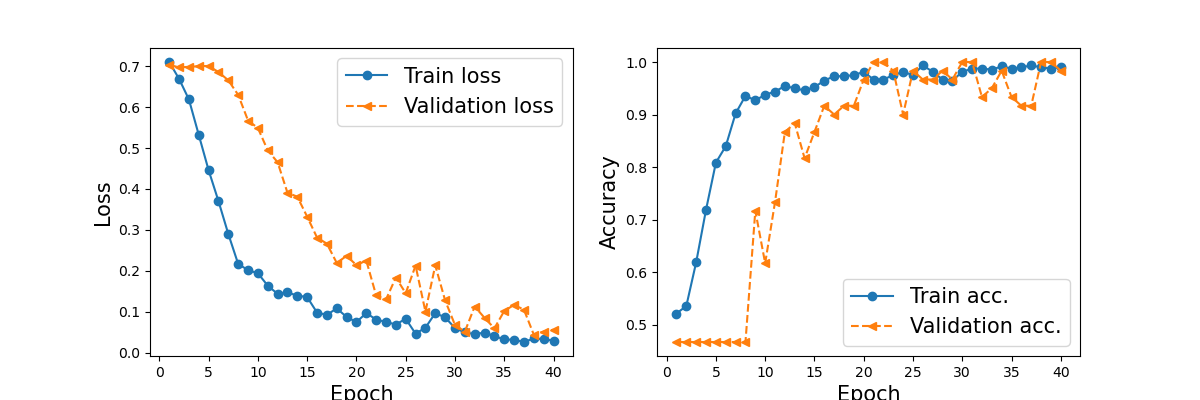 0.7
0.6
0.5
0.4
0.3
0.2
0.1
0.0
Loss
Train loss
Validation loss
0 5 10 15 20 25 30 35 40
Epoch
1.0
0.9
0.8
0.7
0.6
0.5
Accuracy
Train acc.
Validation acc.
0 5 10 15 20 25 30 35 40
Epoch